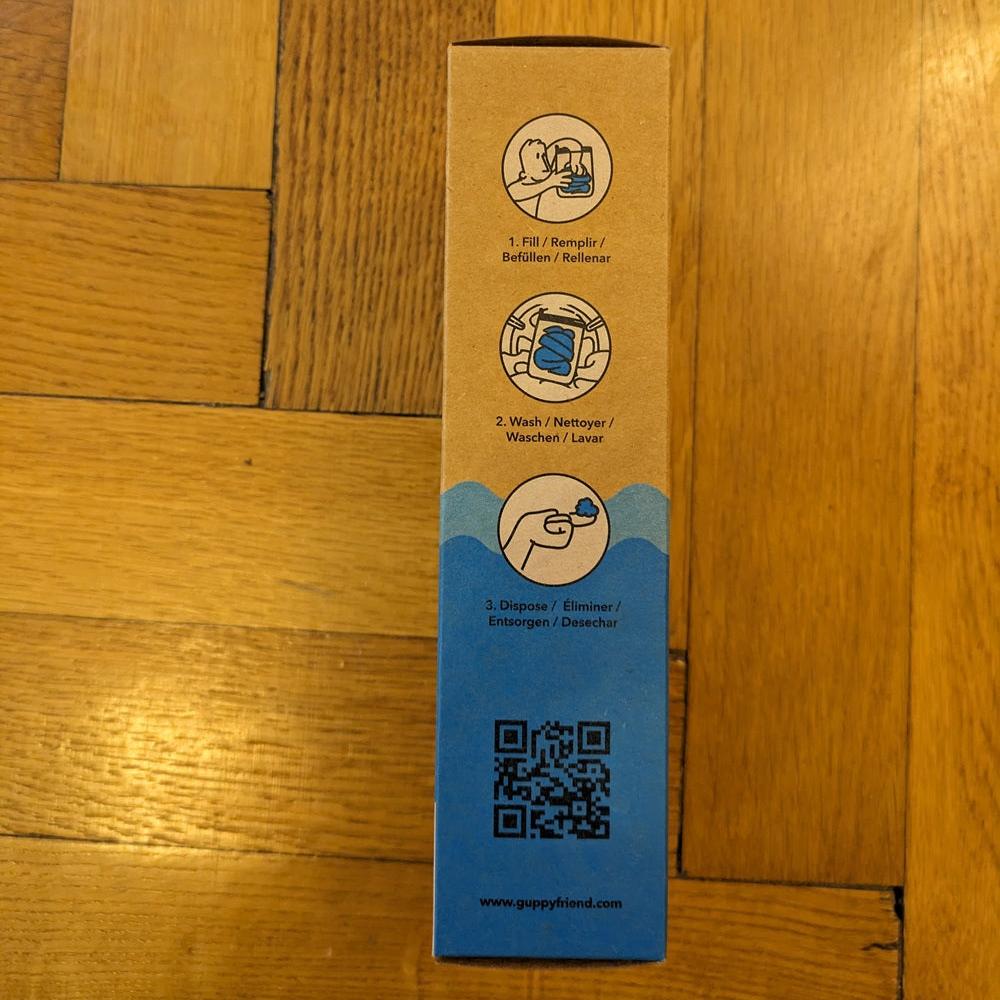 1. Fill / Remplir /
Befüllen / Rellenar
2. Wash / Nettoyer /
Waschen / Lavar
3. Dispose / Éliminer /
Entsorgen / Desechar
www.guppyfriend.com